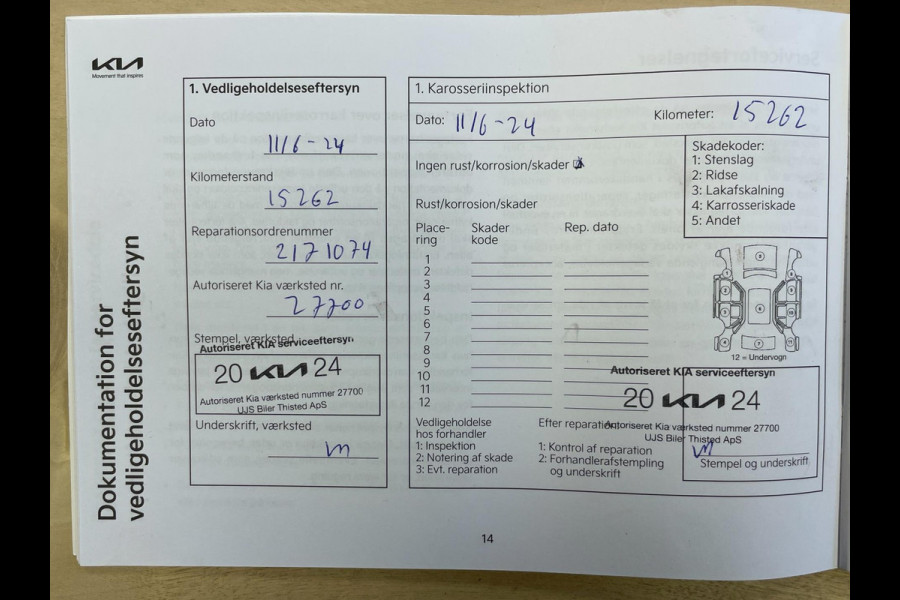 KIA
Movement that inspires
Dokumentation for
vedligeholdelseseftersyn
1. Vedligeholdelseseftersyn
Dato
11/6-24
Kilometerstand
15262
Reparationsordrenummer
2171074
Autoriseret Kia værksted nr.
27700
Stempel, værksted
Autoriseret KIA serviceeftersyn
20 KIA 24
Autoriseret Kia værksted nummer 27700
UJS Biler Thisted ApS
Underskrift, værksted
1. Karosseriinspektion
Dato: 11/6-24 Kilometer: 15262
Ingen rust/korrosion/skader
Rust/korrosion/skader
Place-
ring
Skader
kode
Rep. dato
1
2
3
4
5
6
7
8
9
10
11
12
Skadekoder:
1: Stenslag
2: Ridse
3: Lakafskalning
4: Karrosseriskade
5: Andet
12 = Undervogn
Autoriseret KIA serviceeftersyn
20 KIA 24
Autoriseret Kia værksted nummer 27700
UJS Biler Thisted ApS
Vedligeholdelse
hos forhandler
1: Inspektion
2: Notering af skade
3: Evt. reparation
Efter reparation
1: Kontrol af reparation
2: Forhandlerafstempling
og underskrift
Stempel og underskrift
14